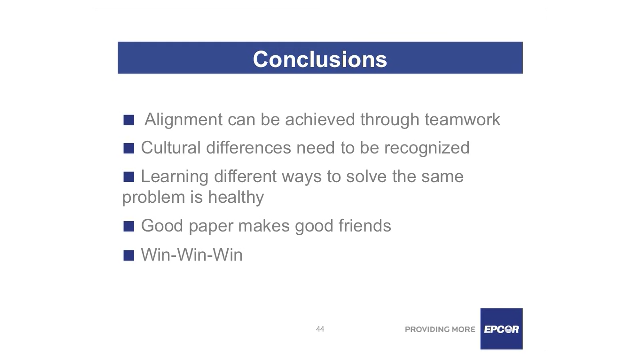 Conclusions
Alignment can be achieved through teamwork
Cultural differences need to be recognized
Learning different ways to solve the same
problem is healthy
Good paper makes good friends
Win-Win-Win
44
PROVIDING MORE
EPCOR